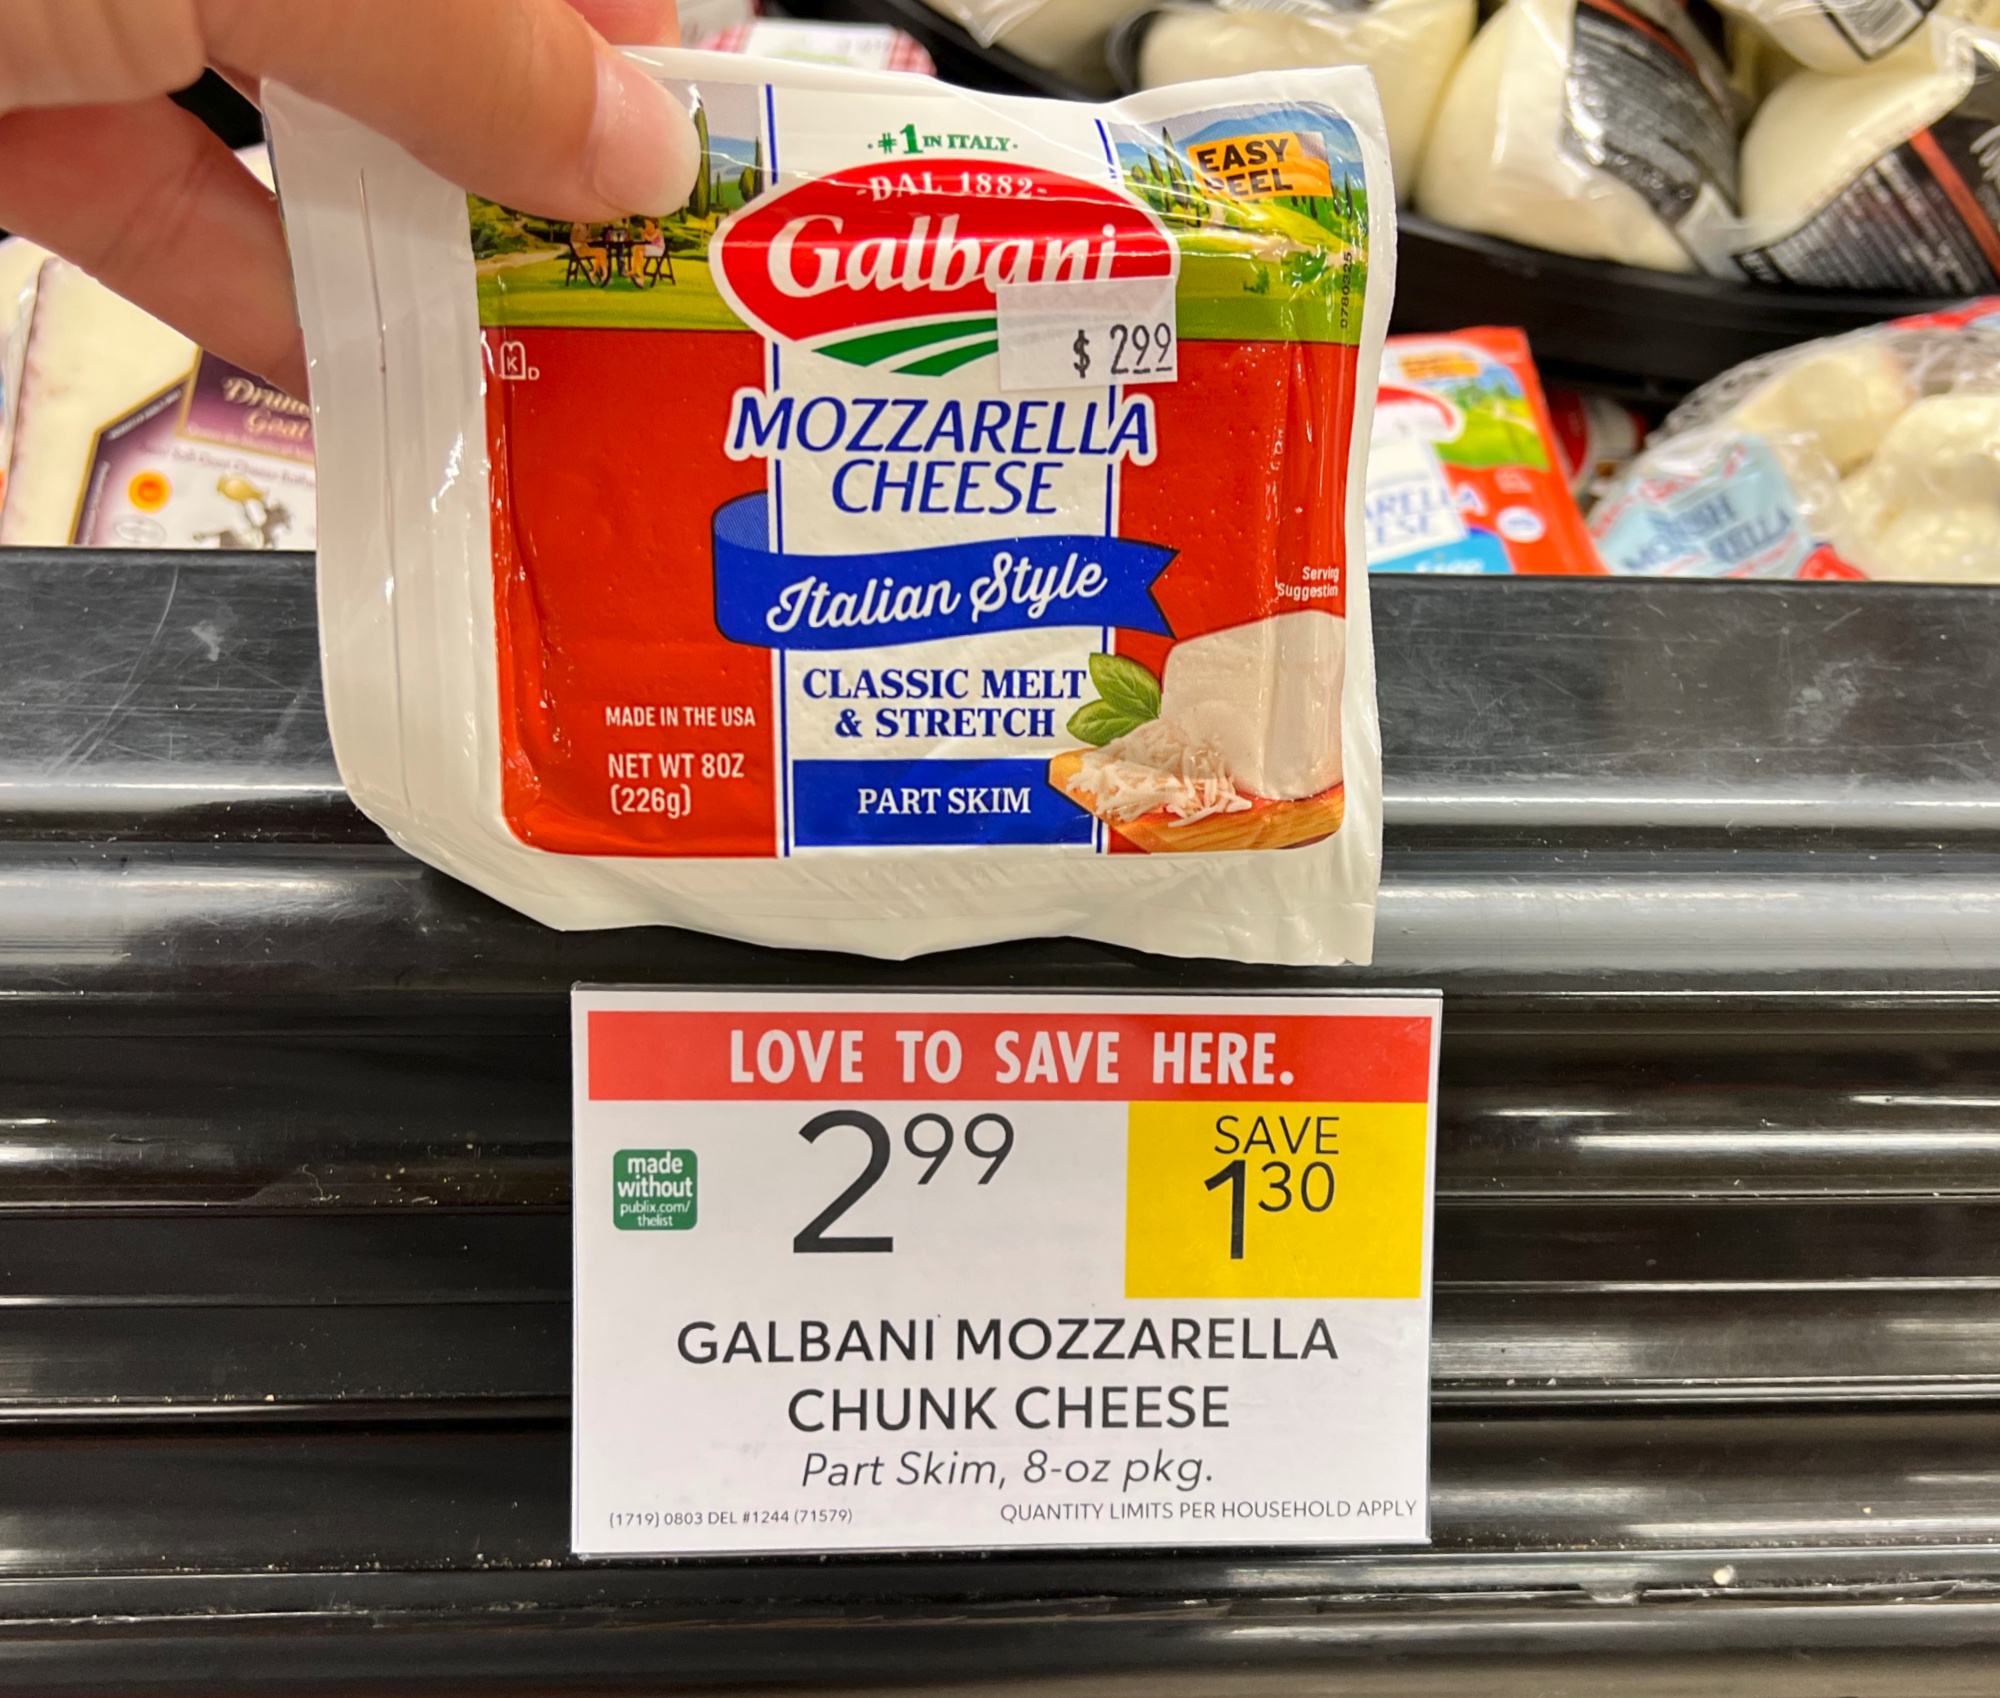 #1 IN ITALY
DAL 1882
Galbani
EASY
PEEL
$ 2.99
K D
MOZZARELLA
CHEESE
Italian Style
Serving
Suggestion
CLASSIC MELT
& STRETCH
MADE IN THE USA
NET WT 8OZ
(226g)
PART SKIM
LOVE TO SAVE HERE.
made
without
publix.com/
thelist
2 99
SAVE
1 30
GALBANI MOZZARELLA
CHUNK CHEESE
Part Skim, 8-oz pkg.
(1719) 0803 DEL #1244 (71579)
QUANTITY LIMITS PER HOUSEHOLD APPLY